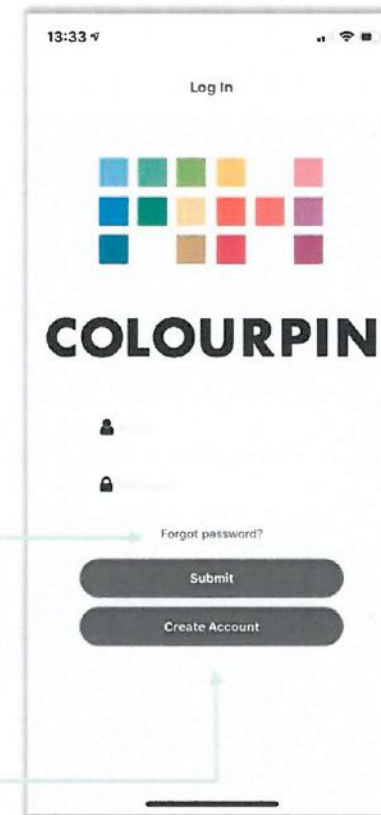 13:33
Log In
COLOURPIN
Forgot password?
Submit
Create Account